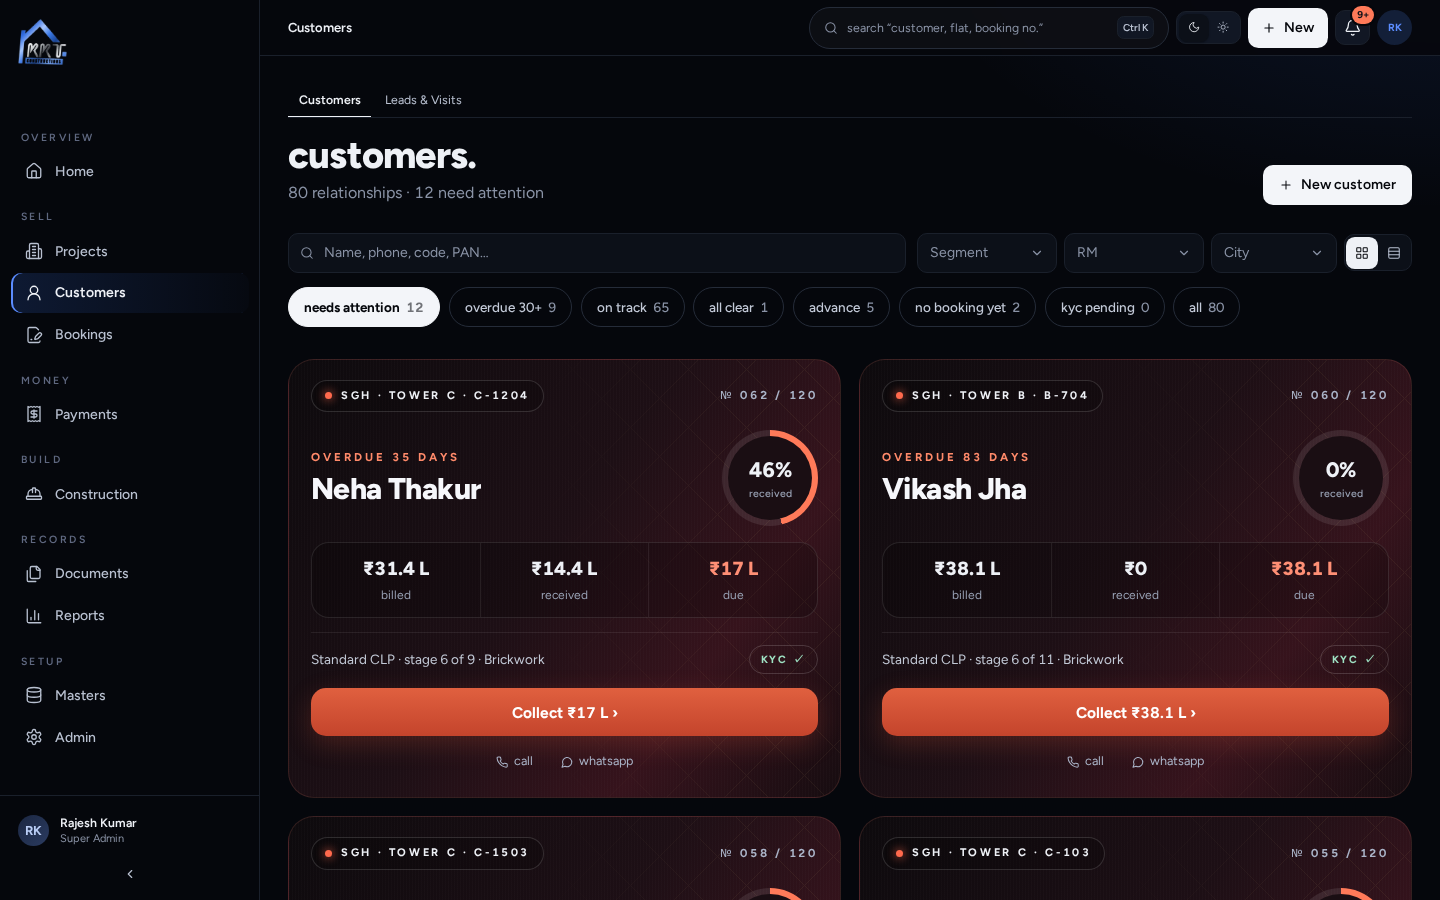 RKT
Customers
search “customer, flat, booking no.”
Ctrl K
New
9+
RK
OVERVIEW
Home
SELL
Projects
Customers
Bookings
MONEY
Payments
BUILD
Construction
RECORDS
Documents
Reports
SETUP
Masters
Admin
RK
Rajesh Kumar
Super Admin
Customers
Leads & Visits
customers.
80 relationships · 12 need attention
New customer
Name, phone, code, PAN...
Segment
RM
City
needs attention 12
overdue 30+ 9
on track 65
all clear 1
advance 5
no booking yet 2
kyc pending 0
all 80
SGH · TOWER C · C-1204
№ 062 / 120
OVERDUE 35 DAYS
Neha Thakur
46%
received
₹31.4 L
billed
₹14.4 L
received
₹17 L
due
Standard CLP · stage 6 of 9 · Brickwork
KYC ✓
Collect ₹17 L ›
call
whatsapp
SGH · TOWER B · B-704
№ 060 / 120
OVERDUE 83 DAYS
Vikash Jha
0%
received
₹38.1 L
billed
₹0
received
₹38.1 L
due
Standard CLP · stage 6 of 11 · Brickwork
KYC ✓
Collect ₹38.1 L ›
call
whatsapp
SGH · TOWER C · C-1503
№ 058 / 120
SGH · TOWER C · C-103
№ 055 / 120